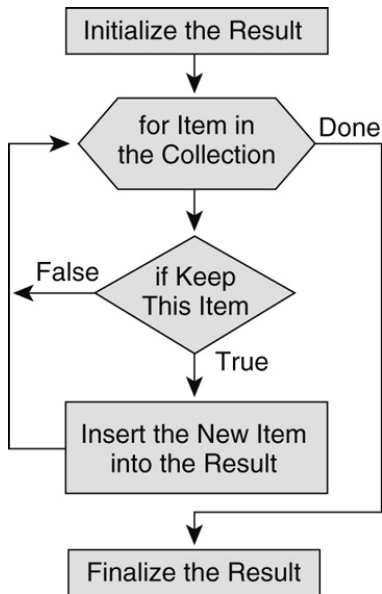 Initialize the Result
for Item in
the Collection
Done
False
if Keep
This Item
True
Insert the New Item
into the Result
Finalize the Result